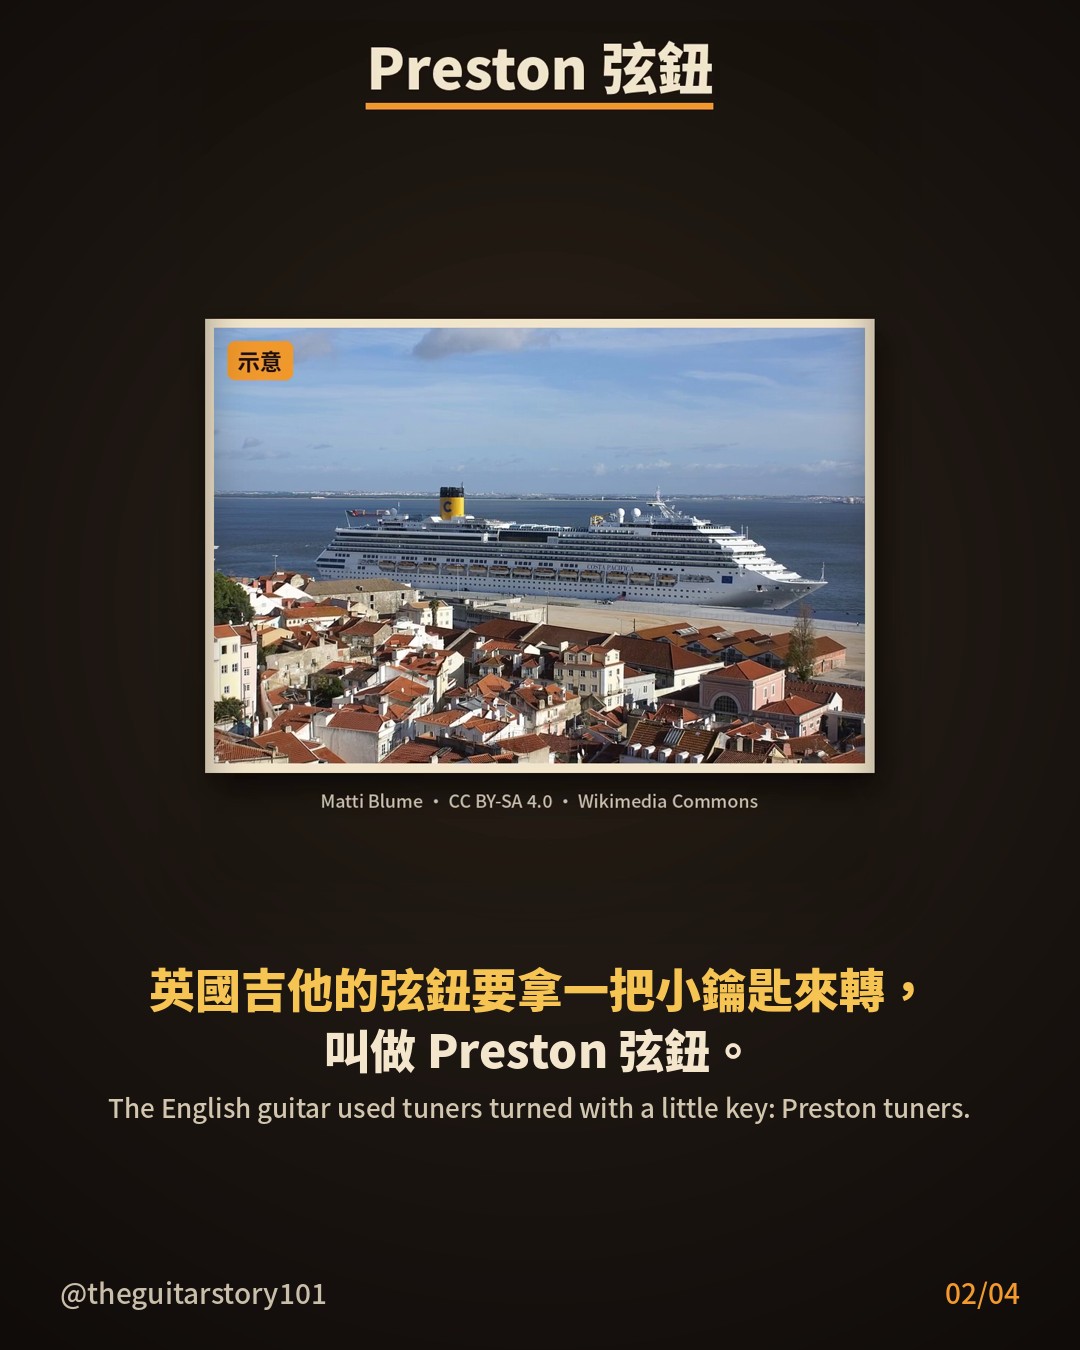 Preston 弦鈕
示意
C
COSTA PACIFICA
Matti Blume • CC BY-SA 4.0 • Wikimedia Commons
英國吉他的弦鈕要拿一把小鑰匙來轉，
叫做 Preston 弦鈕。
The English guitar used tuners turned with a little key: Preston tuners.
@theguitarstory101
02/04